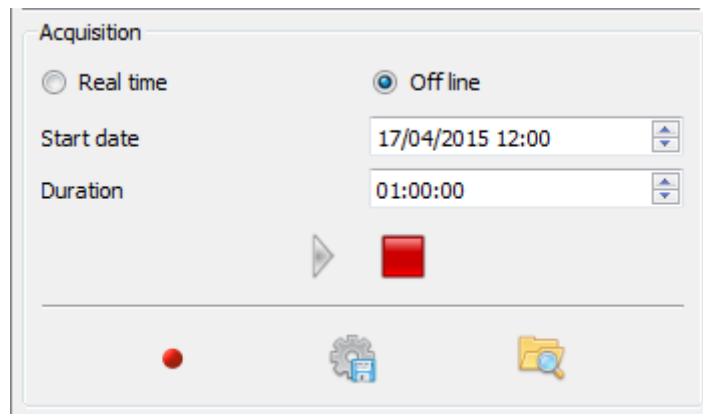 Acquisition
Real time Off line
Start date 17/04/2015 12:00
Duration 01:00:00